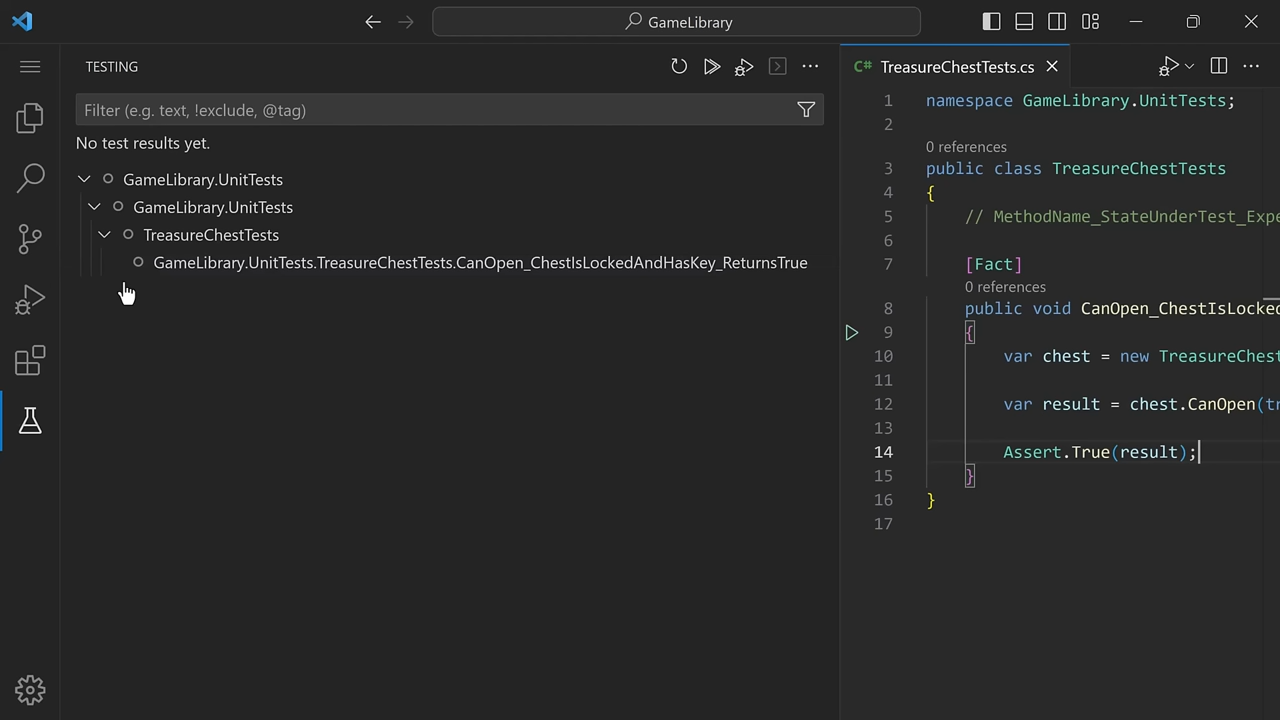 GameLibrary
TESTING
Filter (e.g. text, !exclude, @tag)
No test results yet.
GameLibrary.UnitTests
GameLibrary.UnitTests
TreasureChestTests
GameLibrary.UnitTests.TreasureChestTests.CanOpen_ChestIsLockedAndHasKey_ReturnsTrue
C# TreasureChestTests.cs
1 namespace GameLibrary.UnitTests;
2
0 references
3 public class TreasureChestTests
4 {
5 // MethodName_StateUnderTest_Expe
6
7 [Fact]
0 references
8 public void CanOpen_ChestIsLocked
9 {
10 var chest = new TreasureChest
11
12 var result = chest.CanOpen(tr
13
14 Assert.True(result);
15 }
16 }
17